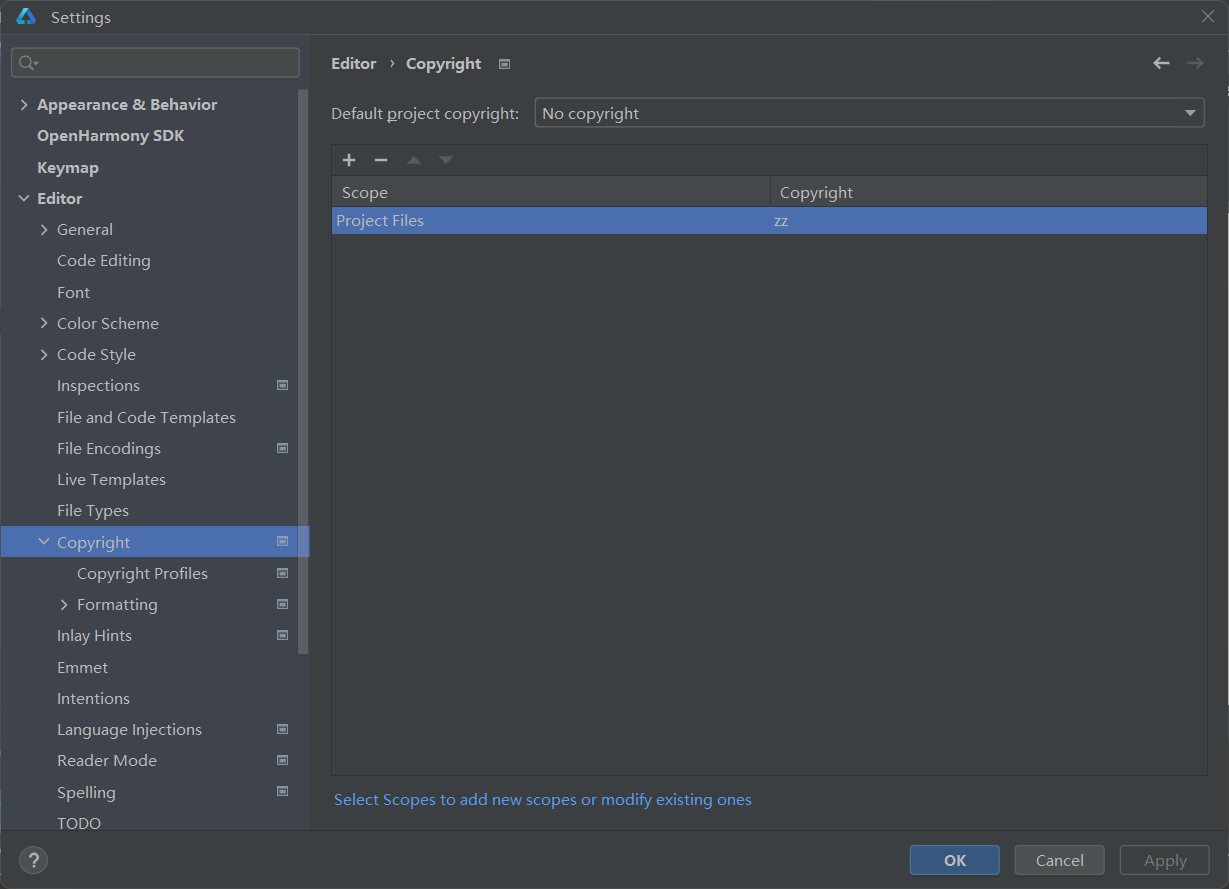 Settings
Editor › Copyright
Appearance & Behavior
OpenHarmony SDK
Keymap
Editor
General
Code Editing
Font
Color Scheme
Code Style
Inspections
File and Code Templates
File Encodings
Live Templates
File Types
Copyright
Copyright Profiles
Formatting
Inlay Hints
Emmet
Intentions
Language Injections
Reader Mode
Spelling
TODO
Default project copyright: No copyright
Scope Copyright
Project Files zz
Select Scopes to add new scopes or modify existing ones
? OK Cancel Apply